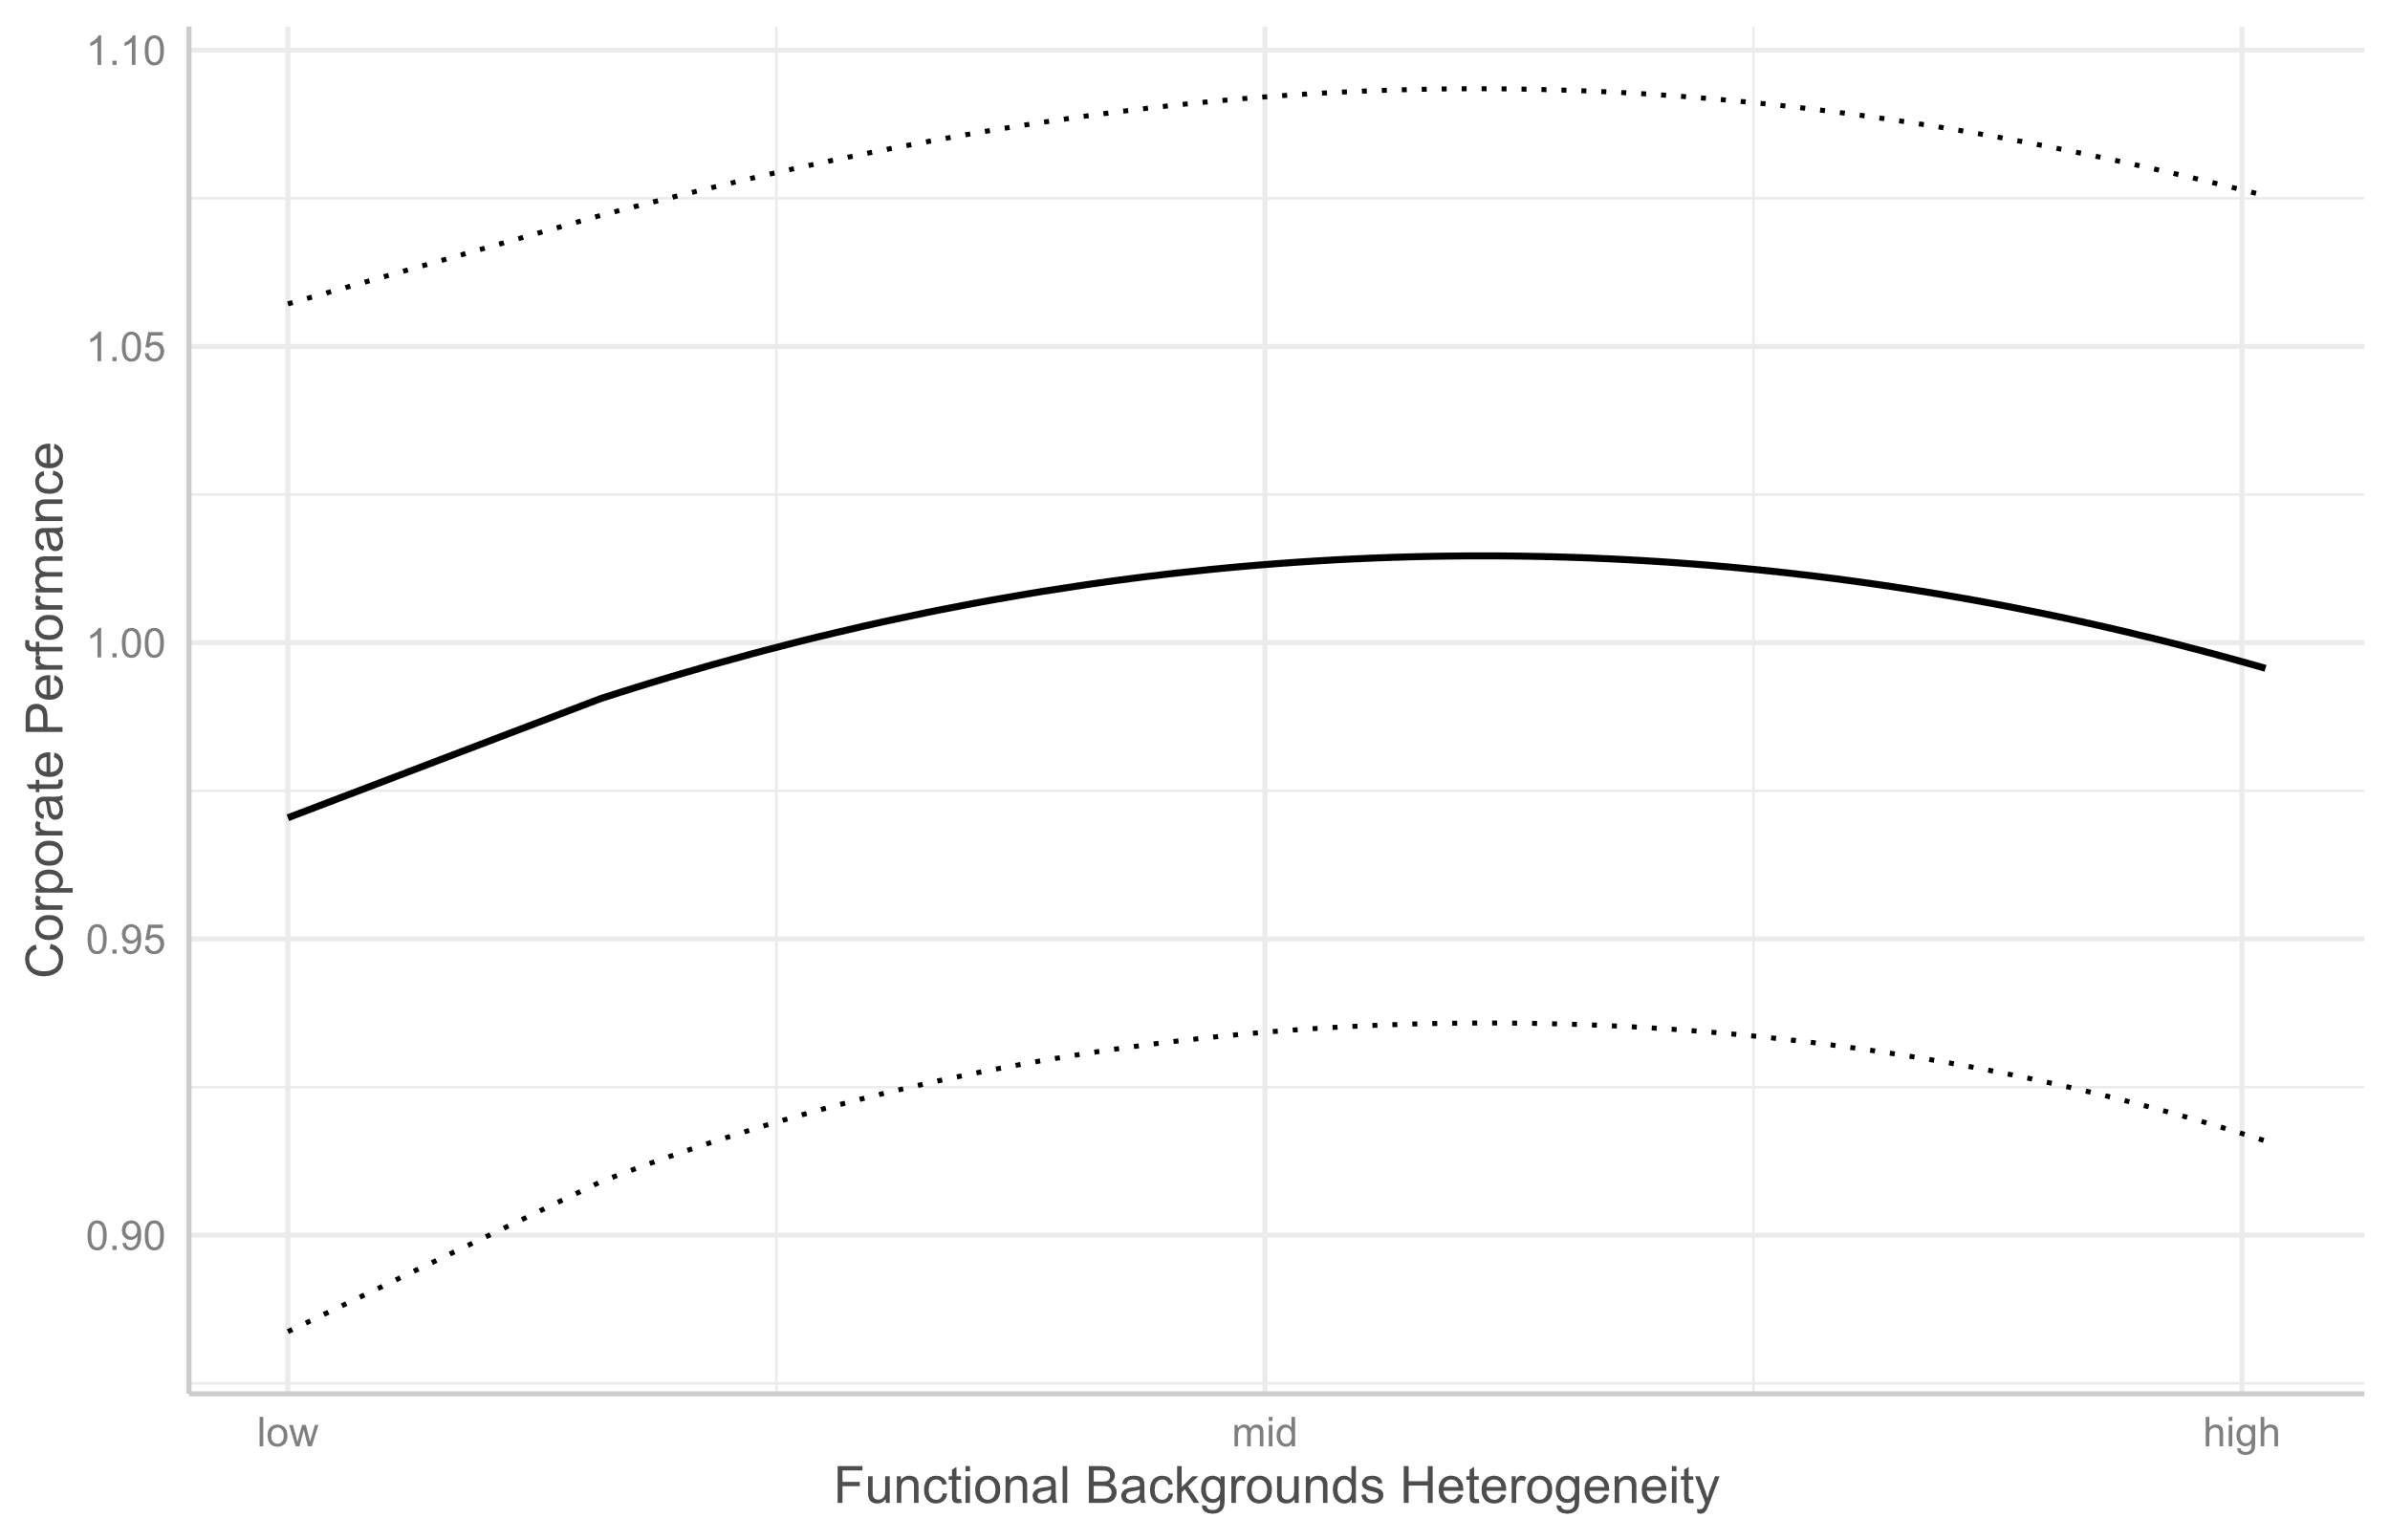 Corporate Performance
1.10
1.05
1.00
0.95
0.90
low mid high
Functional Backgrounds Heterogeneity